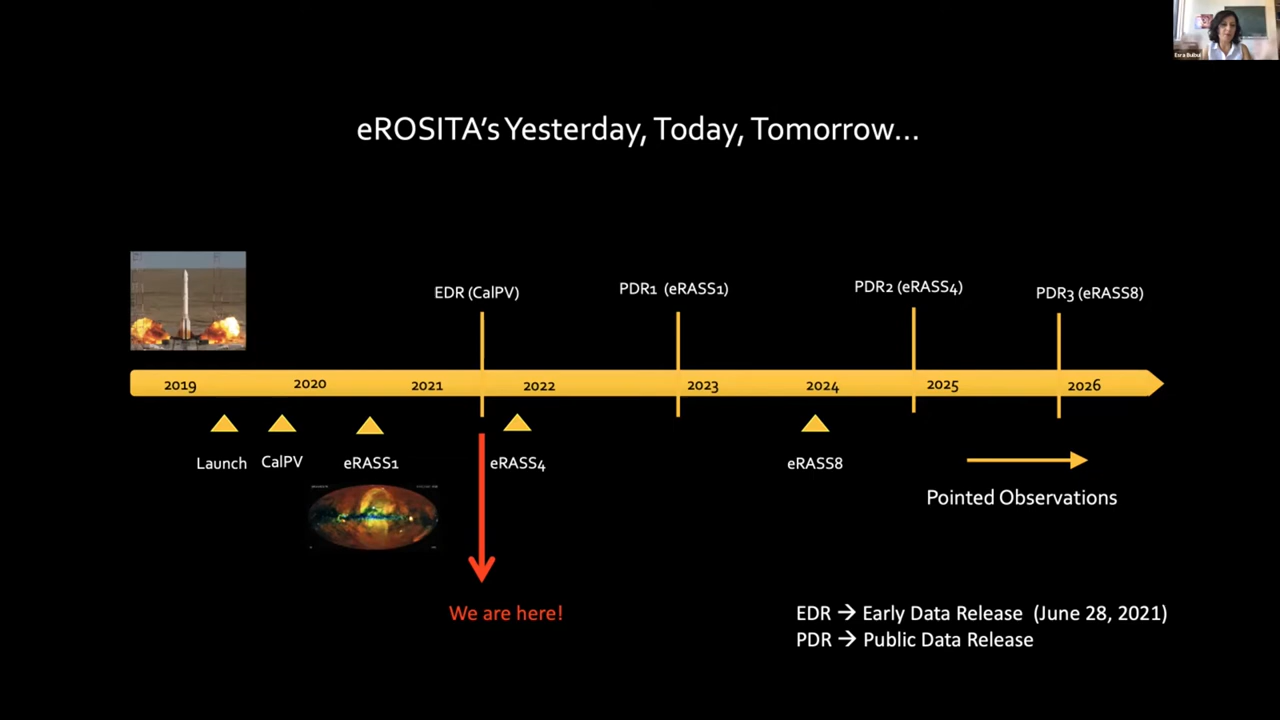 Esra Bulbul
eROSITA's Yesterday, Today, Tomorrow...
EDR (CalPV)
PDR1 (eRASS1)
PDR2 (eRASS4)
PDR3 (eRASS8)
2019 2020 2021 2022 2023 2024 2025 2026
Launch CalPV eRASS1 eRASS4 eRASS8
Pointed Observations
We are here!
EDR → Early Data Release (June 28, 2021)
PDR → Public Data Release